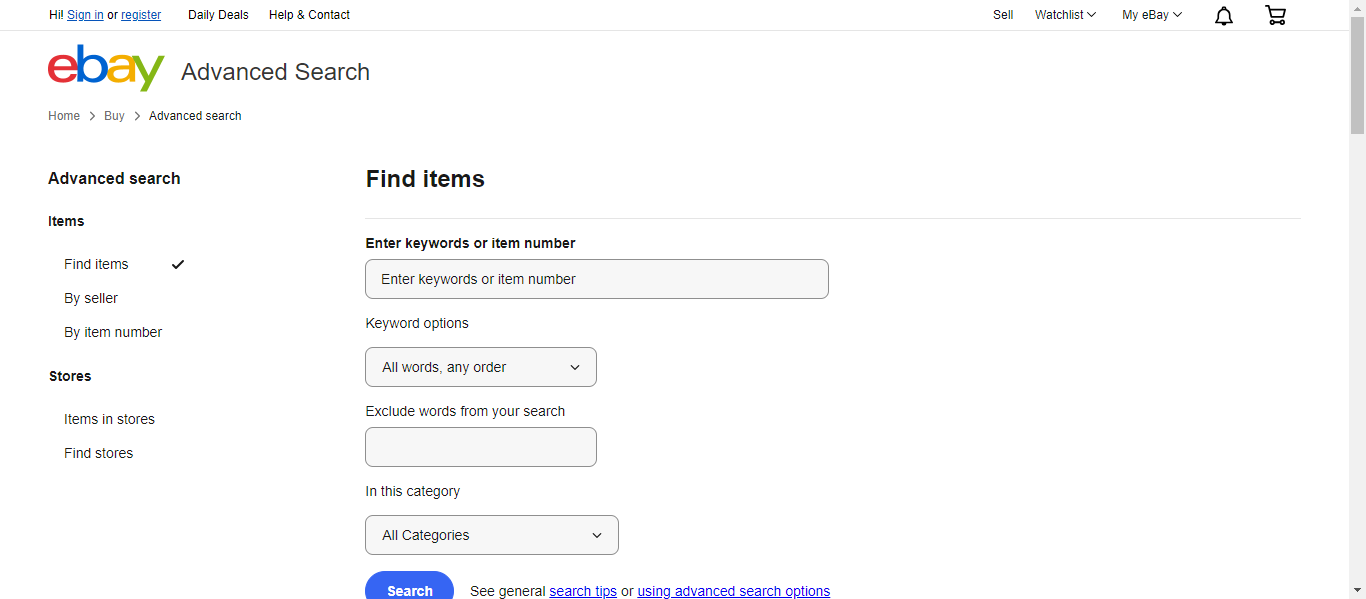 Hi! Sign in or register Daily Deals Help & Contact Sell Watchlist My eBay
ebay Advanced Search
Home Buy Advanced search
Advanced search
Items
Find items
By seller
By item number
Stores
Items in stores
Find stores
Find items
Enter keywords or item number
Enter keywords or item number
Keyword options
All words, any order
Exclude words from your search
In this category
All Categories
Search See general search tips or using advanced search options